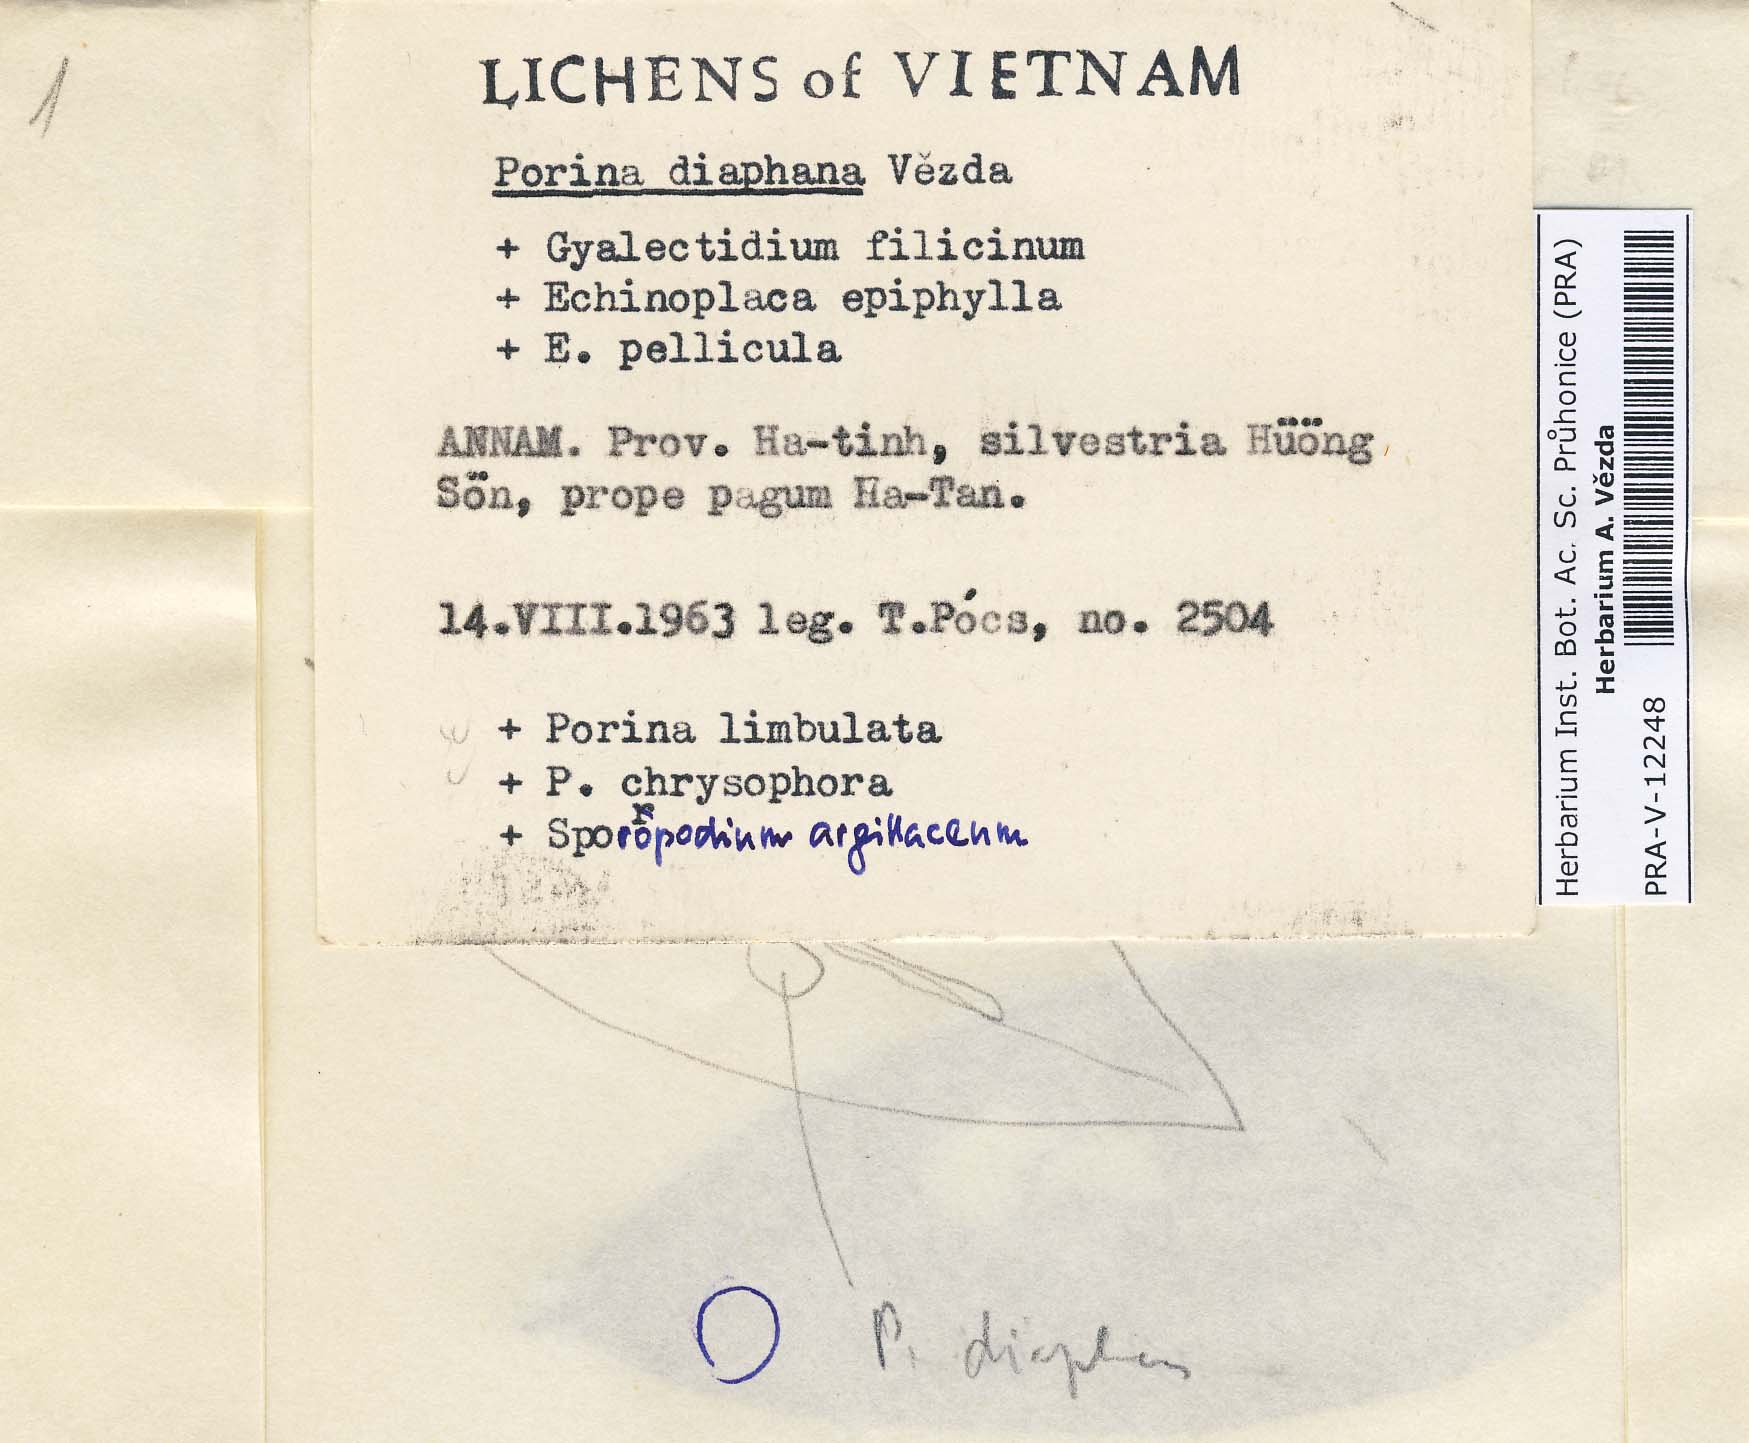 1
LICHENS of VIETNAM
Porina diaphana Vězda
+ Gyalectidium filicinum
+ Echinoplaca epiphylla
+ E. pellicula
ANNAM. Prov. Ha-tinh, silvestria Hüöng
Sön, prope pagum Ha-Tan.
14.VIII.1963 leg. T.Pócs, no. 2504
+ Porina limbulata
+ P. chrysophora
+ Sporopodium argillaceum
Herbarium Inst. Bot. Ac. Sc. Průhonice (PRA)
Herbarium A. Vězda
PRA-V-12248
P. diaphan